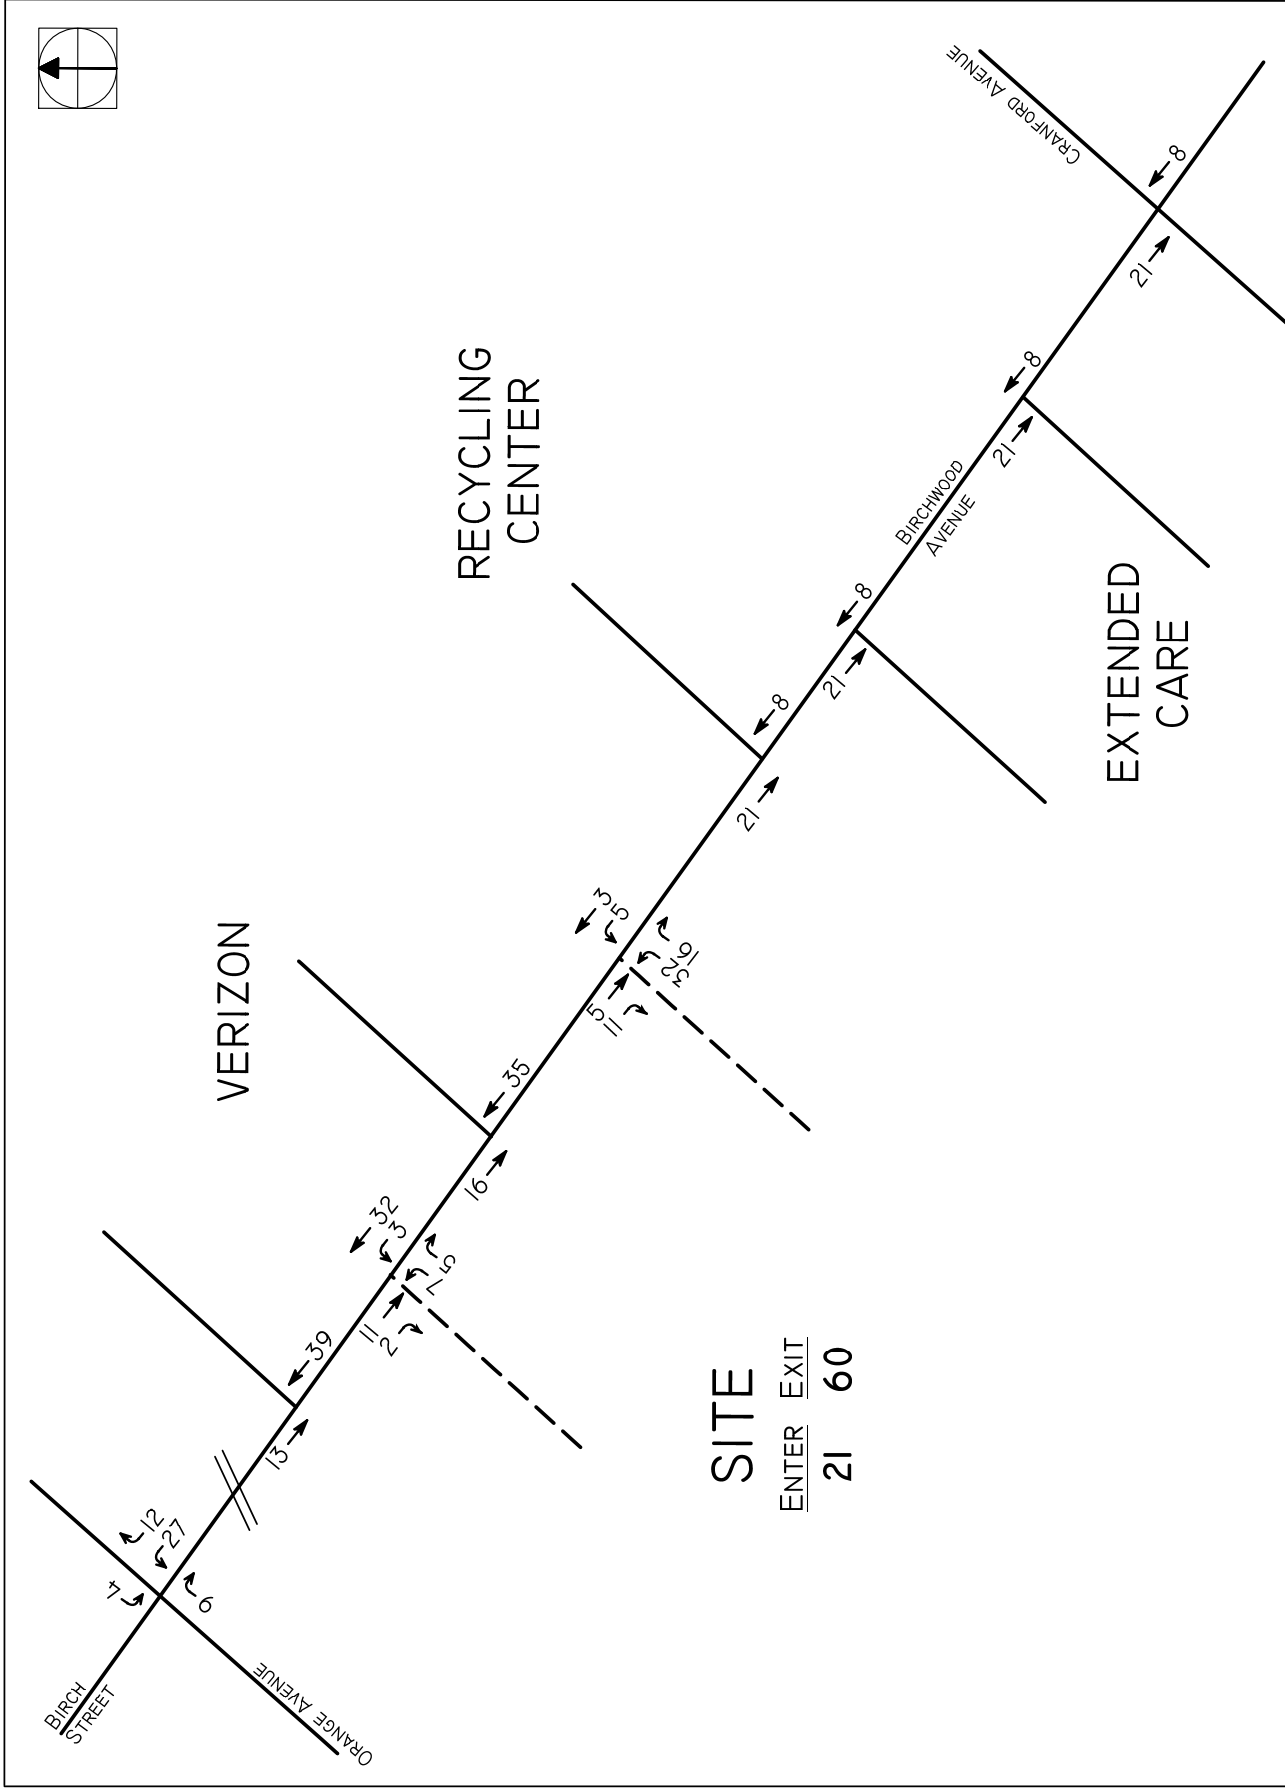 BIRCH
STREET
ORANGE AVENUE
4
9
12
27
13
39
11
2
32
3
7
5
VERIZON
16
35
5
11
3
5
32
16
SITE
ENTER EXIT
21 60
RECYCLING
CENTER
21
8
21
8
BIRCHWOOD
AVENUE
EXTENDED
CARE
21
8
21
8
CRANFORD AVENUE